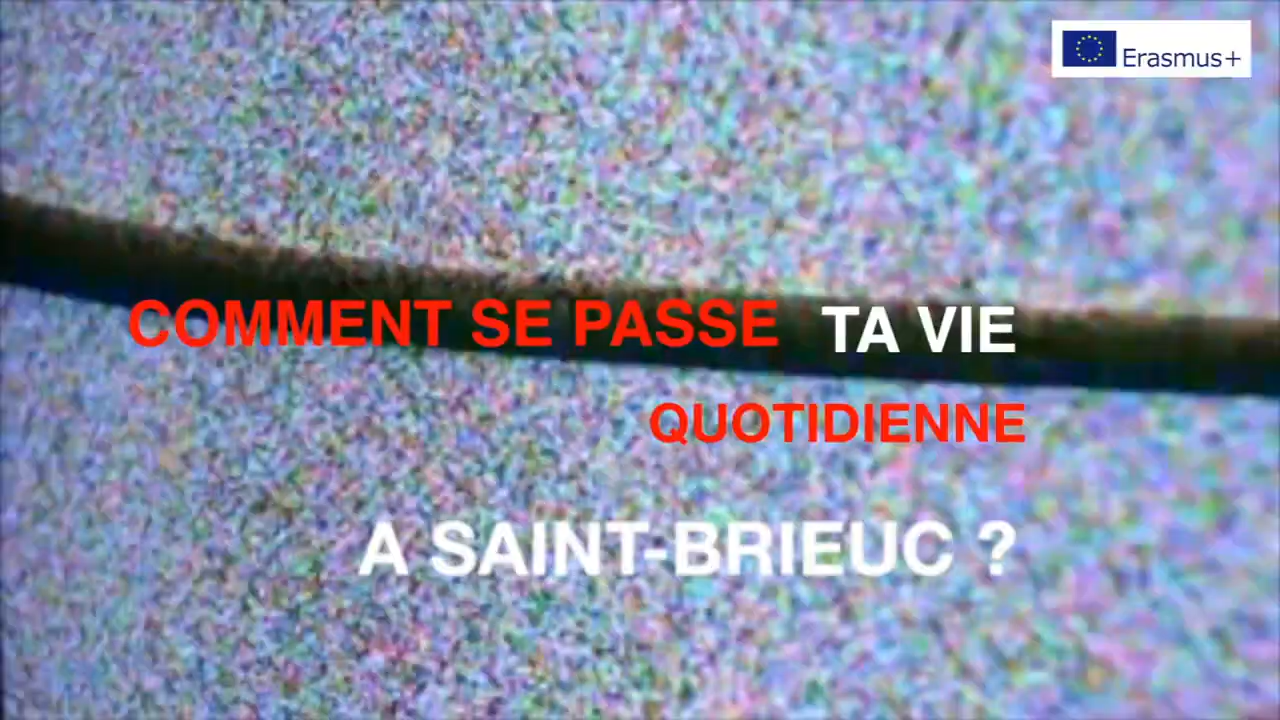 Erasmus+
COMMENT SE PASSE TA VIE
QUOTIDIENNE
A SAINT-BRIEUC ?